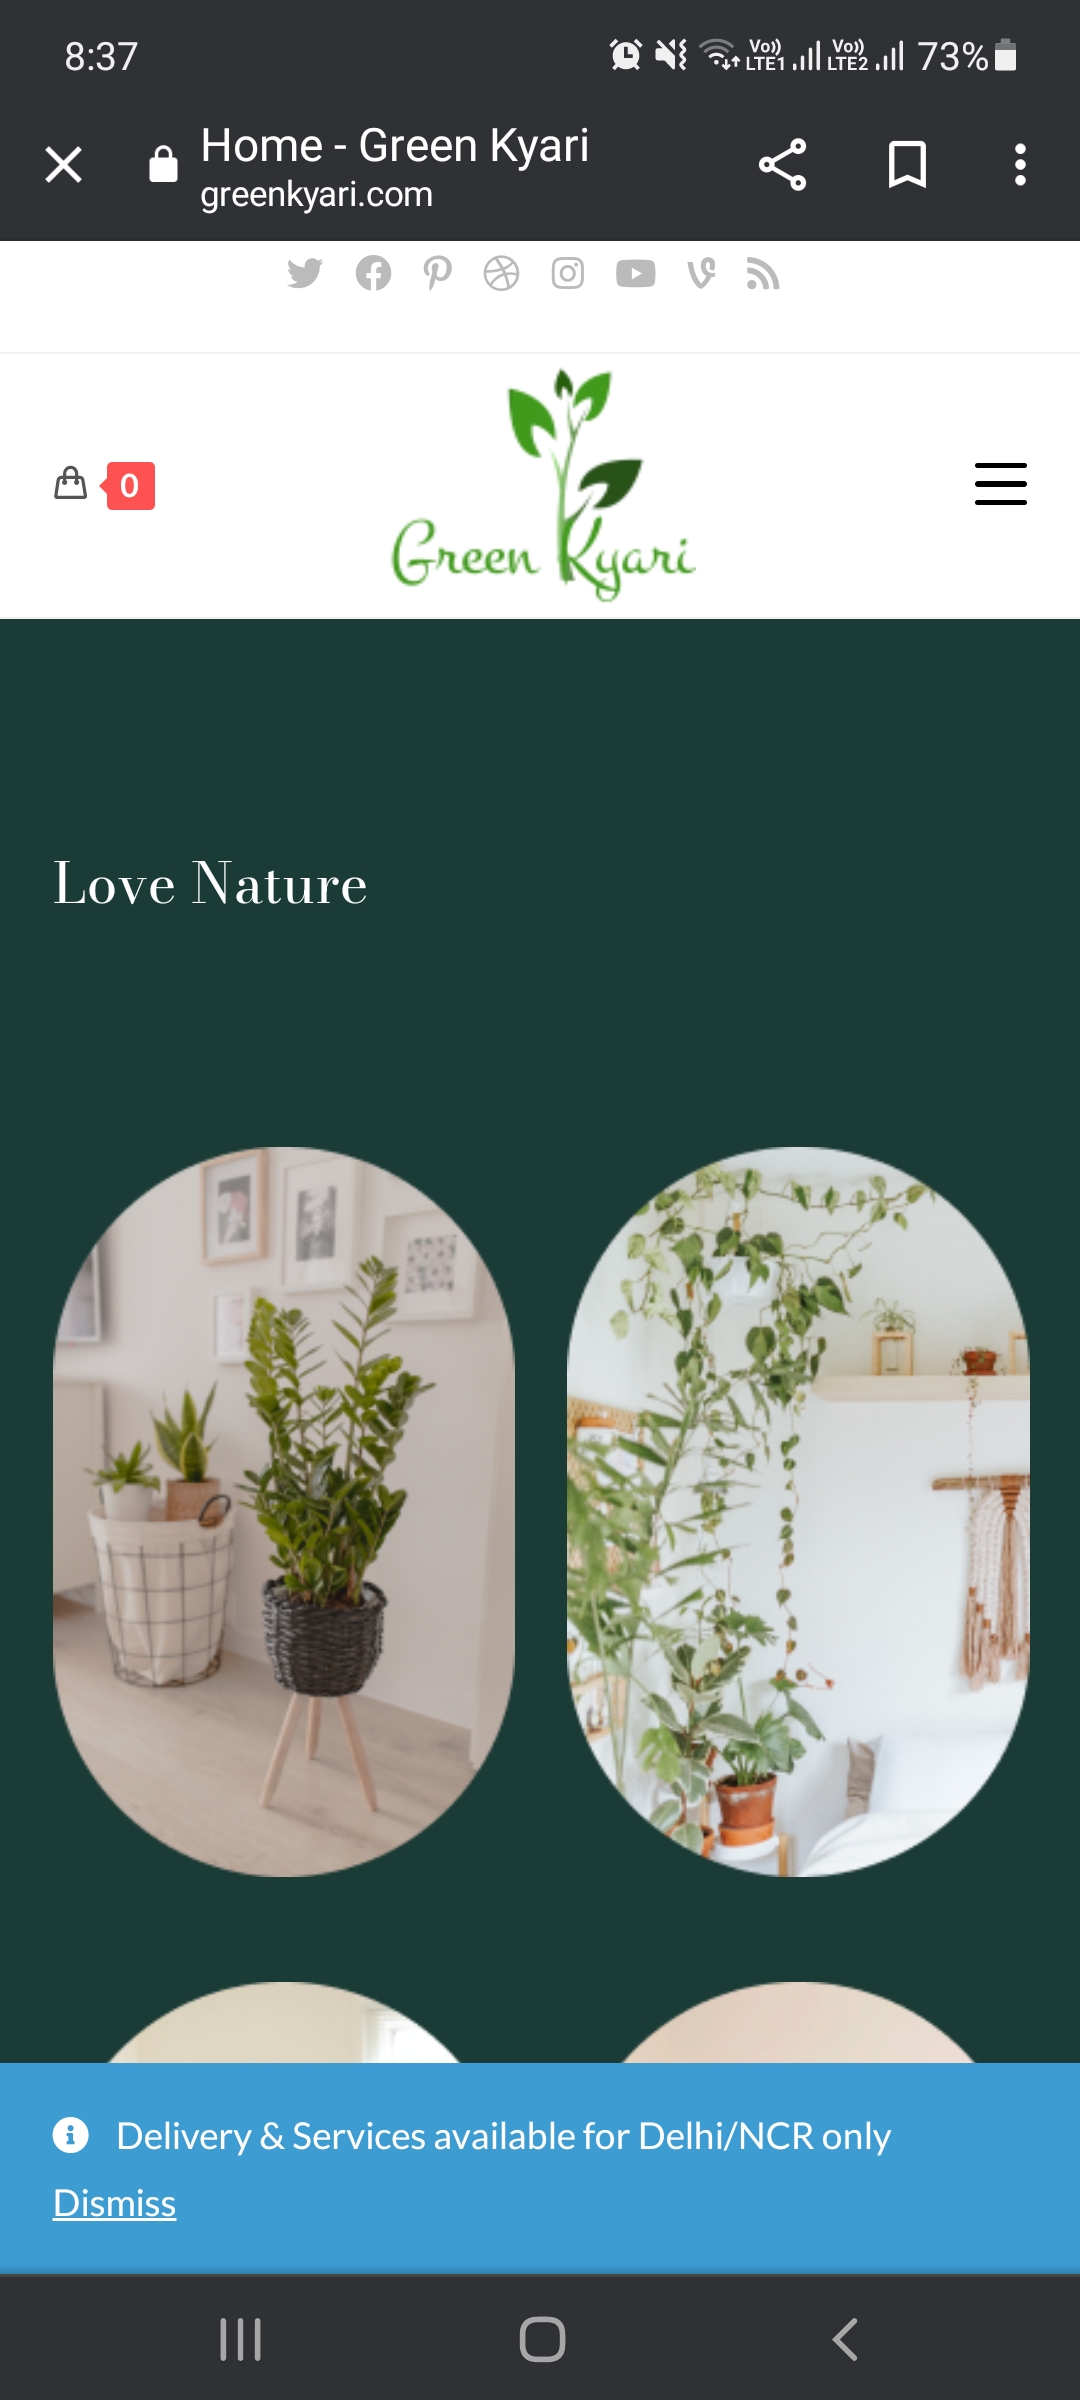 8:37
Vo)) LTE1 Vo)) LTE2 73%
Home - Green Kyari
greenkyari.com
0
Green Kyari
Love Nature
Delivery & Services available for Delhi/NCR only
Dismiss